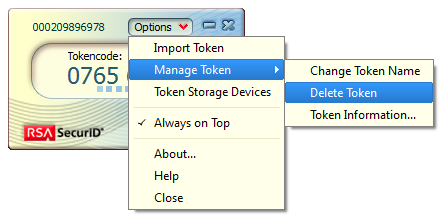 000209896978
Options
Tokencode:
0765
RSA SecurID®
Import Token
Manage Token
Token Storage Devices
Always on Top
About...
Help
Close
Change Token Name
Delete Token
Token Information...